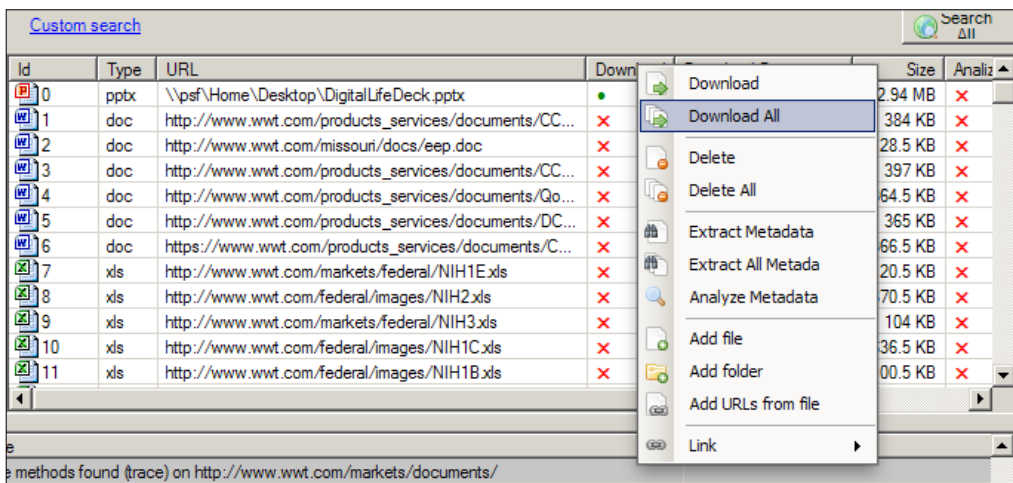 Custom search
Search
All
Id Type URL Size Analiz
0 pptx \\psf\Home\Desktop\DigitalLifeDeck.pptx 2.94 MB
1 doc http://www.wwt.com/products_services/documents/CC... 384 KB
2 doc http://www.wwt.com/missouri/docs/eep.doc 28.5 KB
3 doc http://www.wwt.com/products_services/documents/CC... 397 KB
4 doc http://www.wwt.com/products_services/documents/Qo... 64.5 KB
5 doc http://www.wwt.com/products_services/documents/DC... 365 KB
6 doc https://www.wwt.com/products_services/documents/C... 66.5 KB
7 xls http://www.wwt.com/markets/federal/NIH1E.xls 20.5 KB
8 xls http://www.wwt.com/federal/images/NIH2.xls 70.5 KB
9 xls http://www.wwt.com/markets/federal/NIH3.xls 104 KB
10 xls http://www.wwt.com/federal/images/NIH1C.xls 36.5 KB
11 xls http://www.wwt.com/federal/images/NIH1B.xls 00.5 KB
Download
Download All
Delete
Delete All
Extract Metadata
Extract All Metada
Analyze Metadata
Add file
Add folder
Add URLs from file
Link
e methods found (trace) on http://www.wwt.com/markets/documents/